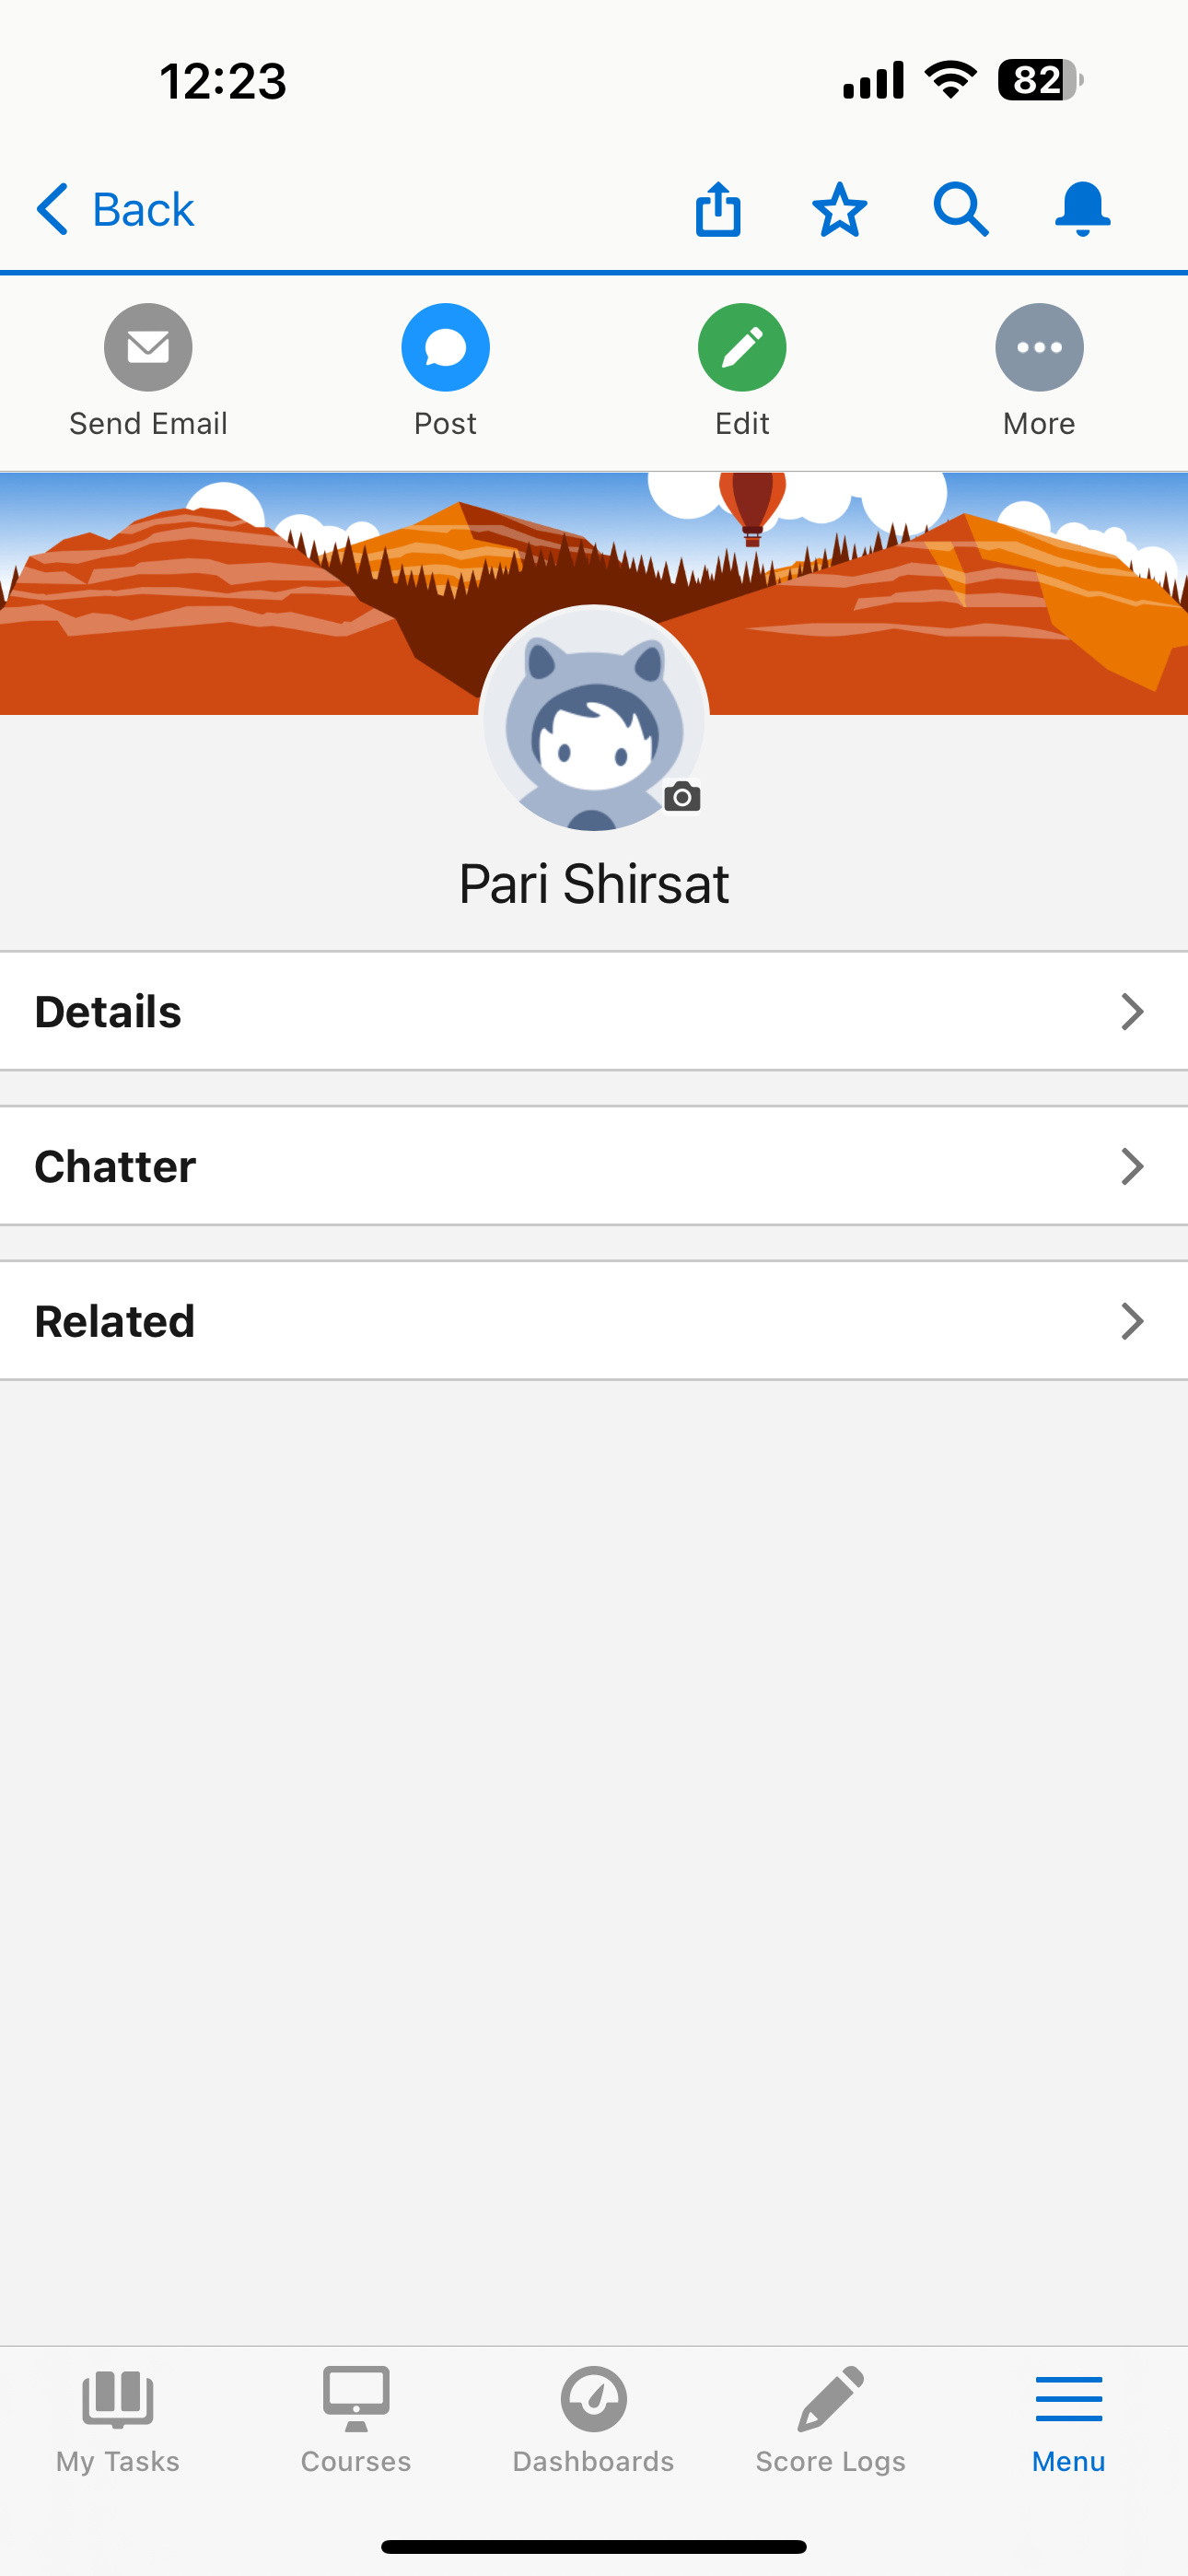 12:23
82
Back
Send Email Post Edit More
Pari Shirsat
Details
Chatter
Related
My Tasks Courses Dashboards Score Logs Menu